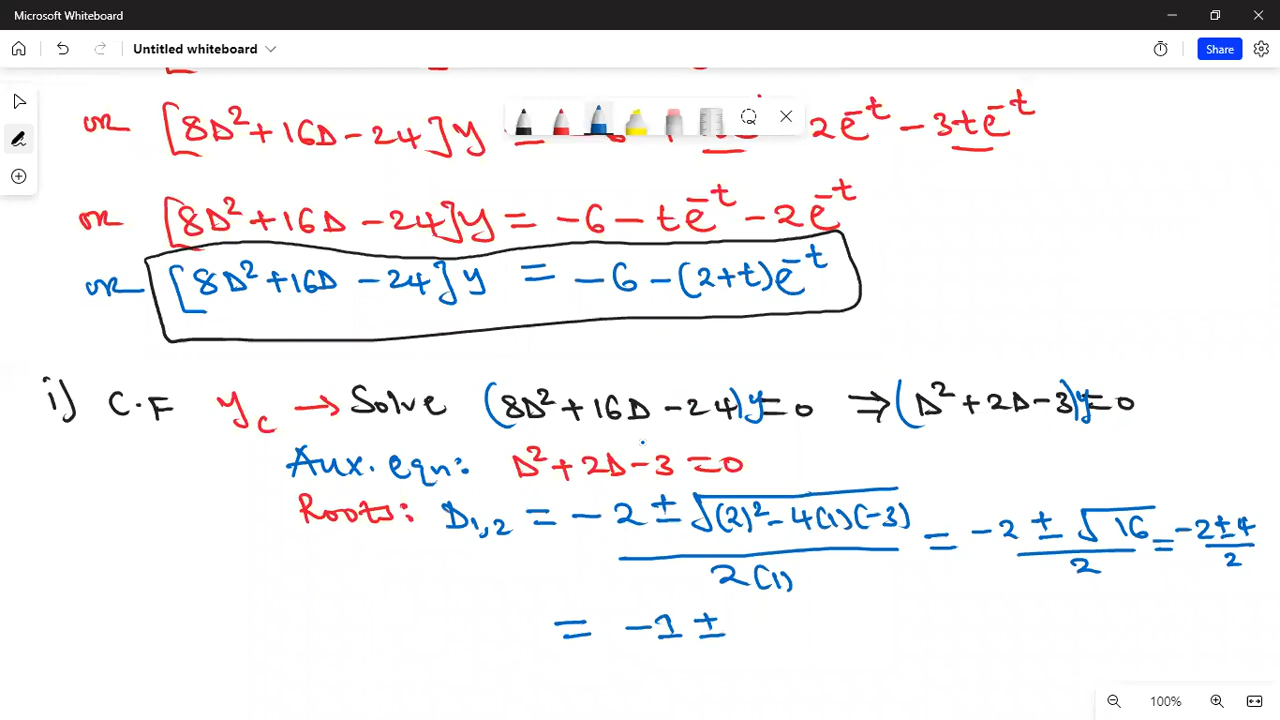 Microsoft Whiteboard
Untitled whiteboard
Share
or [8D²+16D-24]y = 2e^-t - 3te^-t
or [8D²+16D-24]y = -6 - te^-t - 2e^-t
or [8D²+16D-24]y = -6 - (2+t)e^-t
i) C.F y_c → Solve (8D²+16D-24)y=0 ⇒ (D²+2D-3)y=0
Aux. eqn: D²+2D-3=0
Roots: D_1,2 = -2 ± √(2)²-4(1)(-3) / 2(1) = -2 ± √16 / 2 = -2±4 / 2
= -1 ±
100%